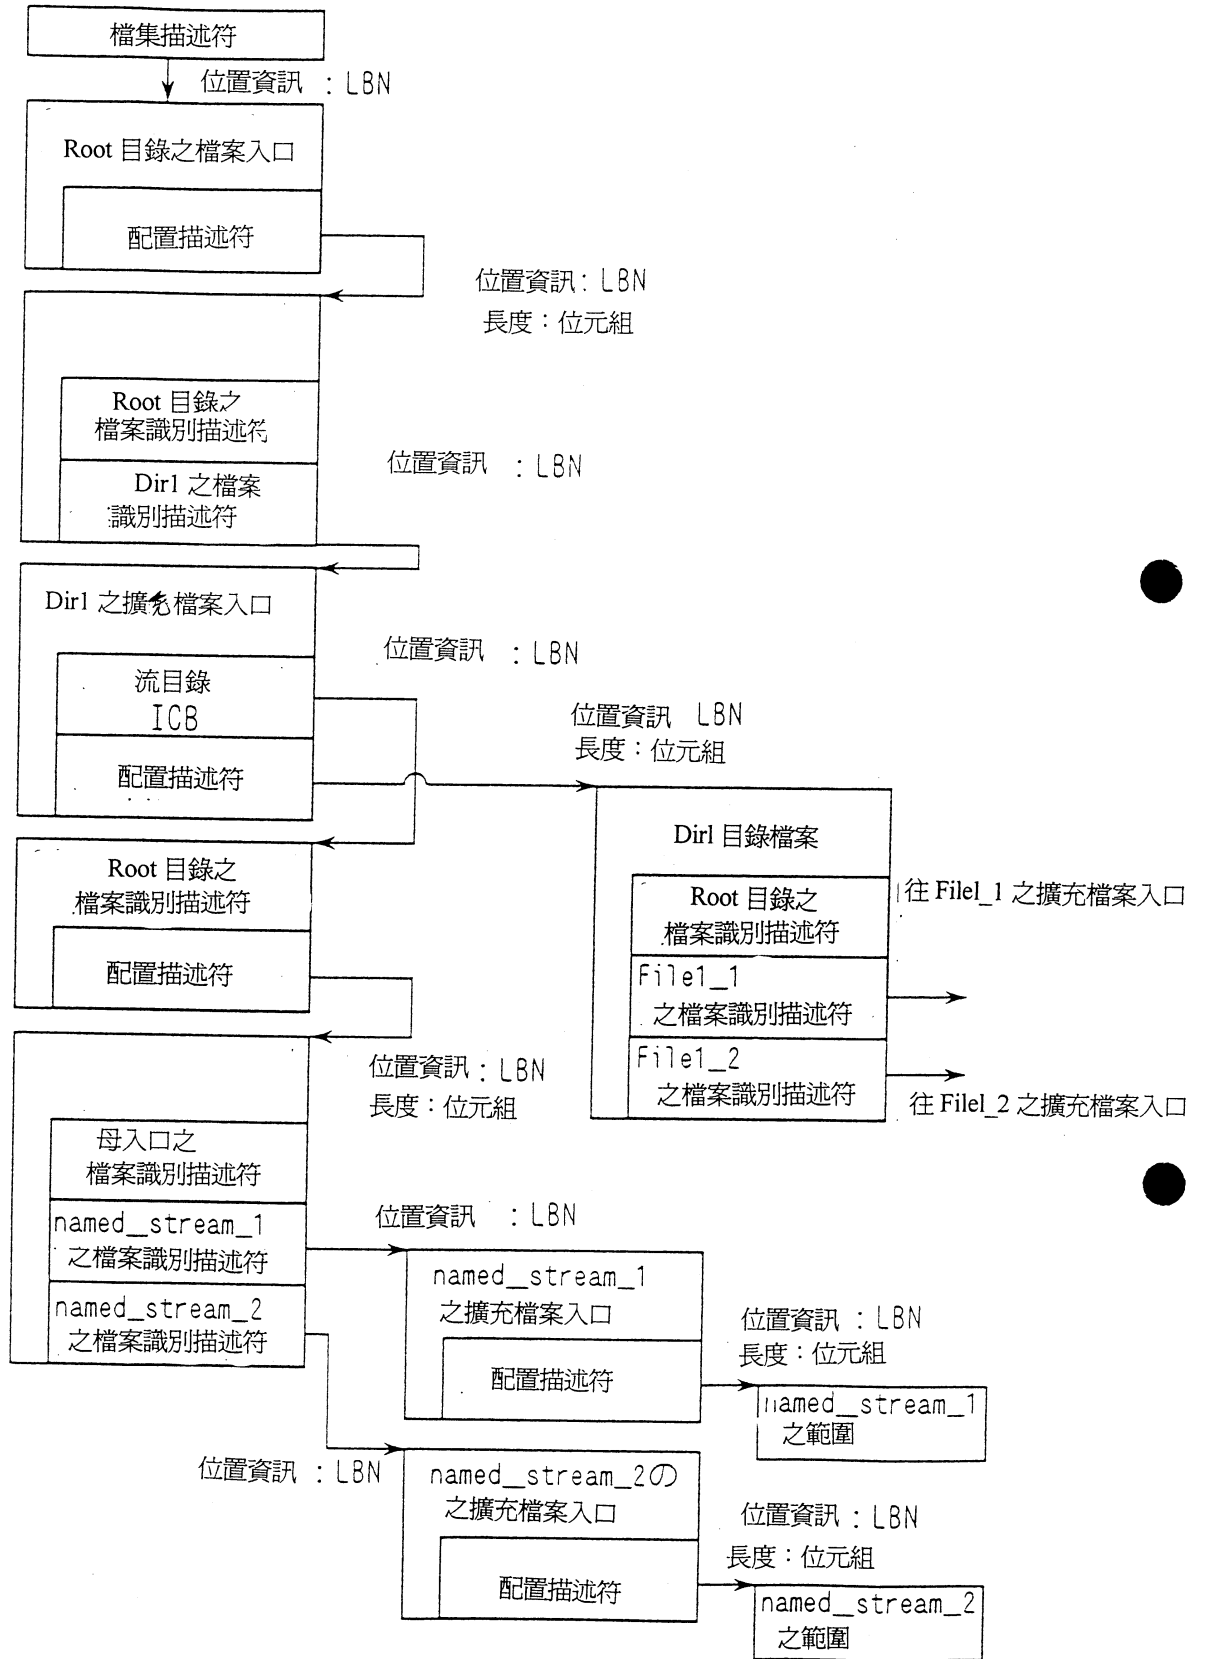 檔集描述符
位置資訊 : LBN
Root 目錄之檔案入口
配置描述符
位置資訊 : LBN
長度：位元組
Root 目錄之
檔案識別描述符
Dir1 之檔案
識別描述符
位置資訊 : LBN
Dir1 之擴充檔案入口
流目錄
ICB
配置描述符
位置資訊 : LBN
位置資訊 LBN
長度：位元組
Dirl 目錄檔案
Root 目錄之
檔案識別描述符
File1_1
之檔案識別描述符
File1_2
之檔案識別描述符
往 Filel_1 之擴充檔案入口
往 Filel_2 之擴充檔案入口
Root 目錄之
檔案識別描述符
配置描述符
位置資訊 : LBN
長度：位元組
母入口之
檔案識別描述符
named_stream_1
之檔案識別描述符
named_stream_2
之檔案識別描述符
位置資訊 : LBN
named_stream_1
之擴充檔案入口
配置描述符
位置資訊 : LBN
長度：位元組
named_stream_1
之範圍
位置資訊 : LBN
named_stream_2の
之擴充檔案入口
配置描述符
位置資訊 : LBN
長度：位元組
named_stream_2
之範圍